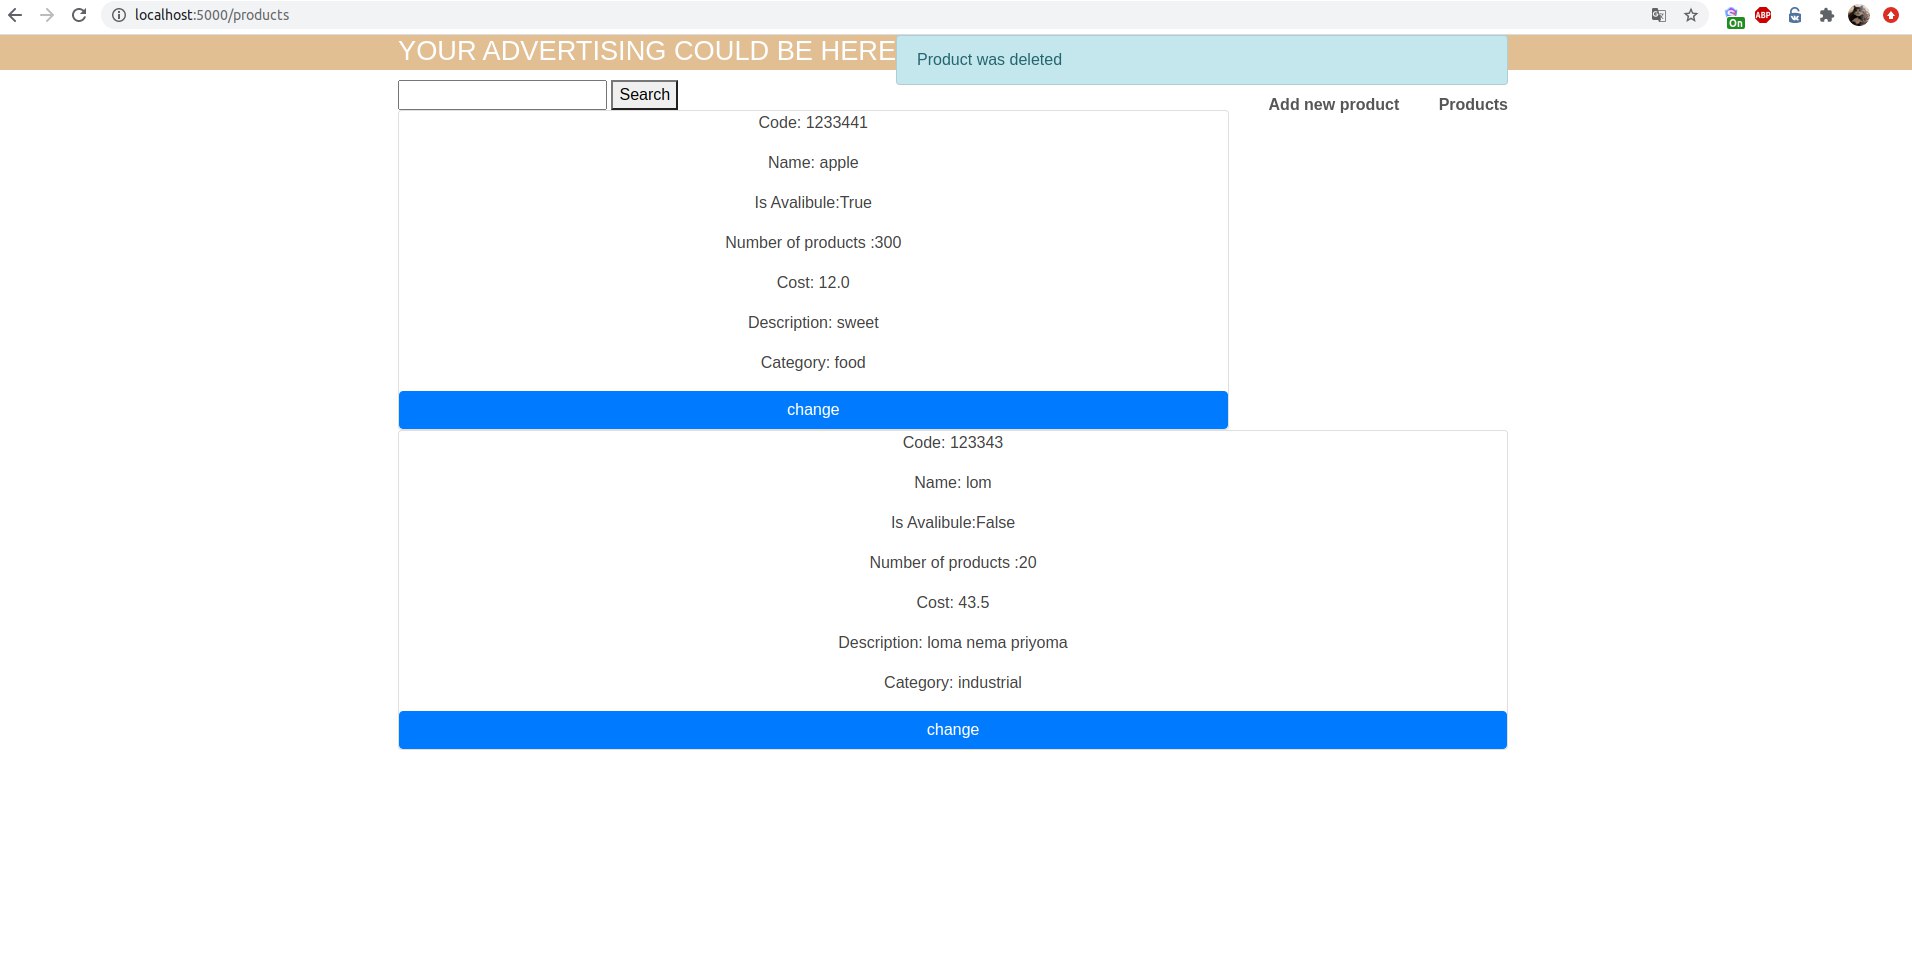 localhost:5000/products
On
ABP
YOUR ADVERTISING COULD BE HERE
Product was deleted
Search
Add new product
Products
Code: 1233441
Name: apple
Is Avalibule:True
Number of products :300
Cost: 12.0
Description: sweet
Category: food
change
Code: 123343
Name: lom
Is Avalibule:False
Number of products :20
Cost: 43.5
Description: loma nema priyoma
Category: industrial
change